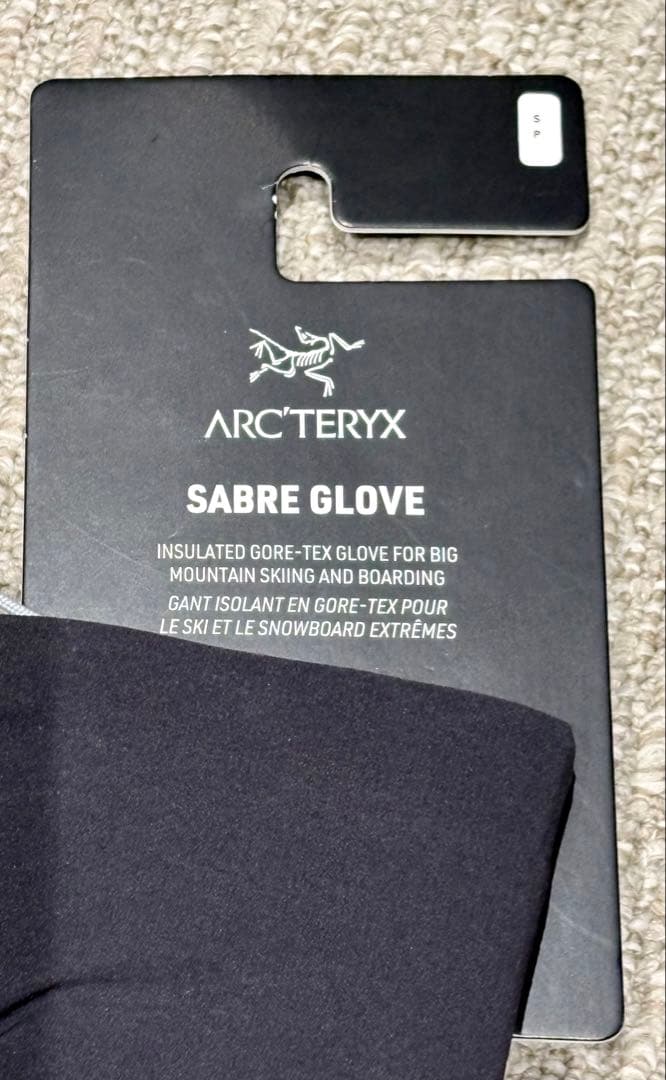 S
P
ARC'TERYX
SABRE GLOVE
INSULATED GORE-TEX GLOVE FOR BIG
MOUNTAIN SKIING AND BOARDING
GANT ISOLANT EN GORE-TEX POUR
LE SKI ET LE SNOWBOARD EXTRÊMES